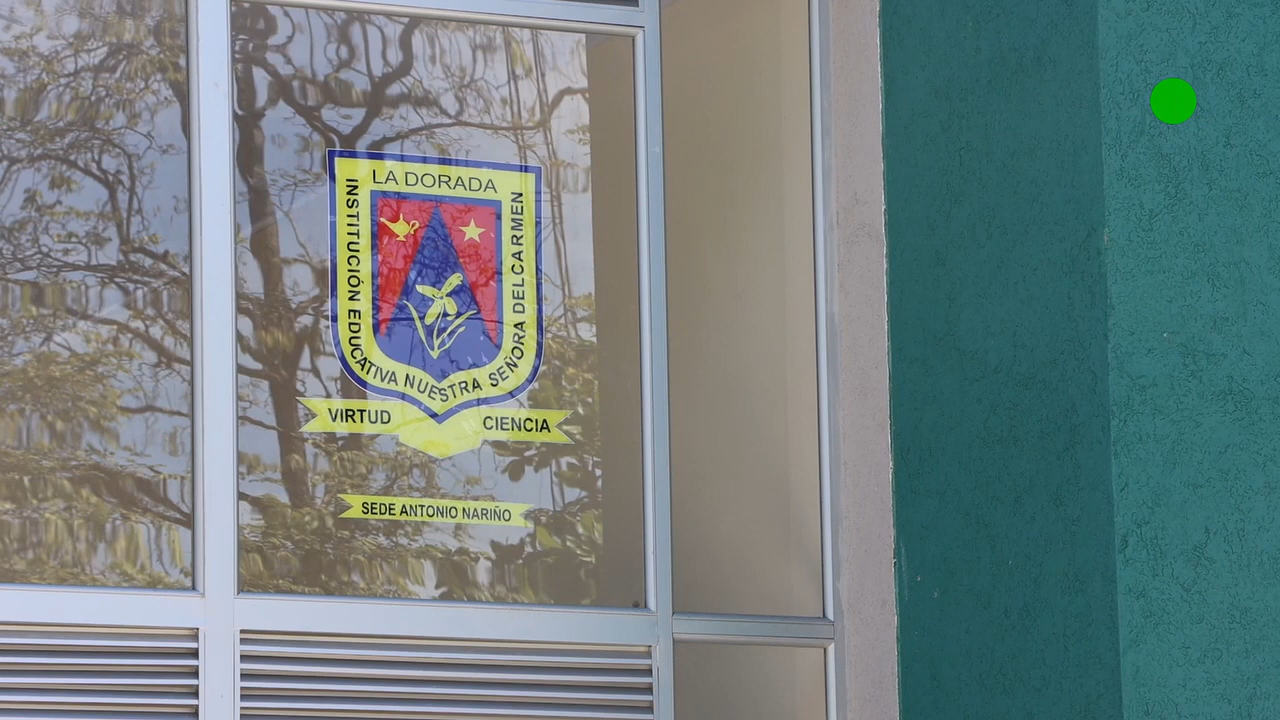 LA DORADA
INSTITUCIÓN EDUCATIVA NUESTRA SEÑORA DEL CARMEN
VIRTUD CIENCIA
SEDE ANTONIO NARIÑO